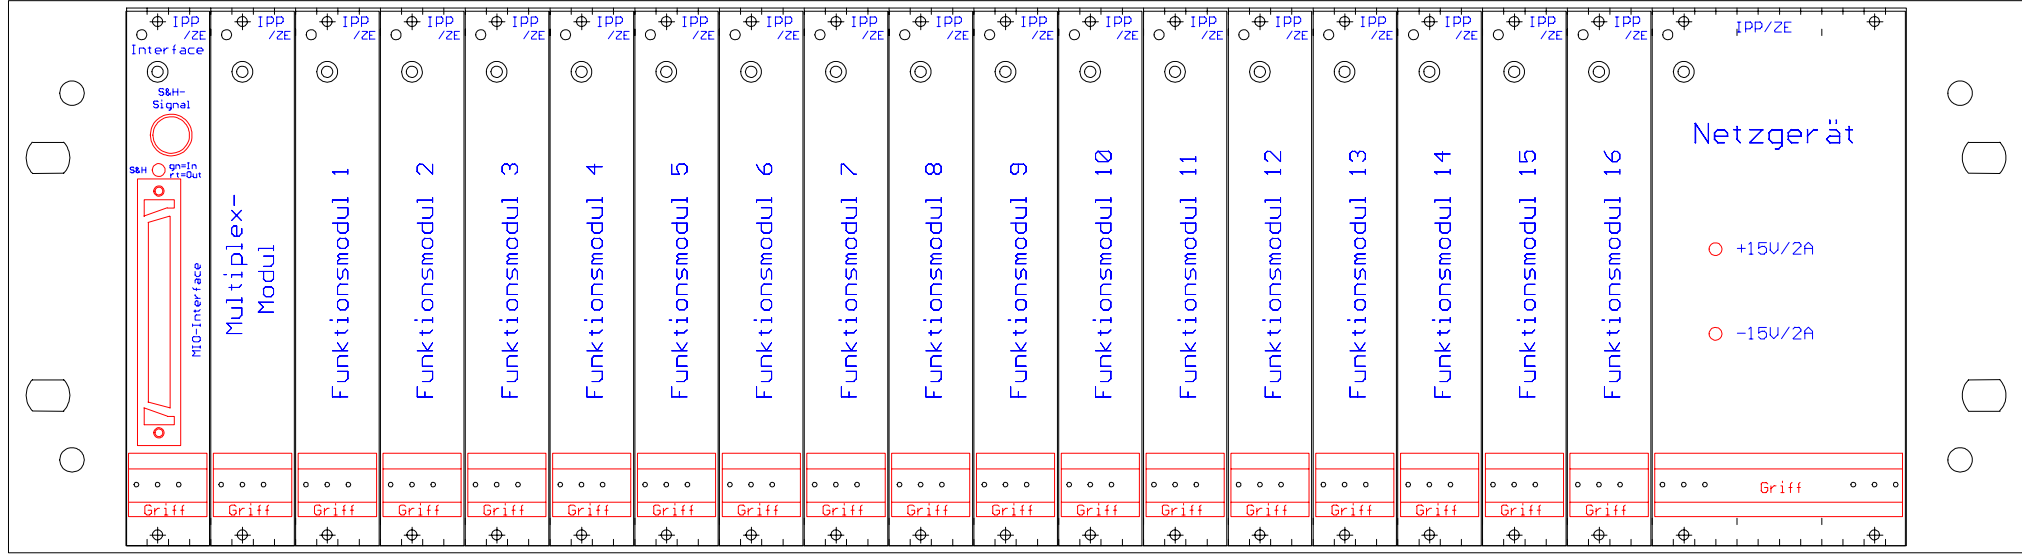 IPP
/ZE
Interface
S&H-
Signal
S&H
gn=In
rt=Out
MIO-Interface
Griff
IPP
/ZE
Multiplex-
Modul
Griff
IPP
/ZE
Funktionsmodul 1
Griff
IPP
/ZE
Funktionsmodul 2
Griff
IPP
/ZE
Funktionsmodul 3
Griff
IPP
/ZE
Funktionsmodul 4
Griff
IPP
/ZE
Funktionsmodul 5
Griff
IPP
/ZE
Funktionsmodul 6
Griff
IPP
/ZE
Funktionsmodul 7
Griff
IPP
/ZE
Funktionsmodul 8
Griff
IPP
/ZE
Funktionsmodul 9
Griff
IPP
/ZE
Funktionsmodul 10
Griff
IPP
/ZE
Funktionsmodul 11
Griff
IPP
/ZE
Funktionsmodul 12
Griff
IPP
/ZE
Funktionsmodul 13
Griff
IPP
/ZE
Funktionsmodul 14
Griff
IPP
/ZE
Funktionsmodul 15
Griff
IPP
/ZE
Funktionsmodul 16
Griff
IPP/ZE
Netzgerät
+15V/2A
-15V/2A
Griff